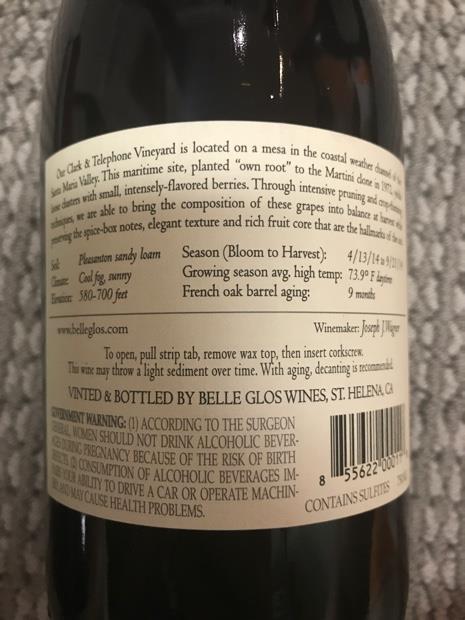 Our Clark & Telephone Vineyard is located on a mesa in the coastal weather channel of
Santa Maria Valley. This maritime site, planted "own root" to the Martini clone in 1972,
loose clusters with small, intensely-flavored berries. Through intensive pruning and
techniques, we are able to bring the composition of these grapes into balance at harvest while
preserving the spice-box notes, elegant texture and rich fruit core that are the hallmarks of
Soil: Pleasanton sandy loam
Climate: Cool fog, sunny
Elevation: 580-700 feet
Season (Bloom to Harvest): 4/13/14 to
Growing season avg. high temp: 73.9° F daytime
French oak barrel aging: 9 months
www.belleglos.com
Winemaker: Joseph J. Wagner
To open, pull strip tab, remove wax top, then insert corkscrew.
This wine may throw a light sediment over time. With aging, decanting is recommended.
VINTED & BOTTLED BY BELLE GLOS WINES, ST. HELENA, CA
GOVERNMENT WARNING: (1) ACCORDING TO THE SURGEON
GENERAL, WOMEN SHOULD NOT DRINK ALCOHOLIC BEVER-
AGES DURING PREGNANCY BECAUSE OF THE RISK OF BIRTH
DEFECTS. (2) CONSUMPTION OF ALCOHOLIC BEVERAGES IM-
PAIRS YOUR ABILITY TO DRIVE A CAR OR OPERATE MACHIN-
ERY, AND MAY CAUSE HEALTH PROBLEMS.
8 55622 000
CONTAINS SULFITES